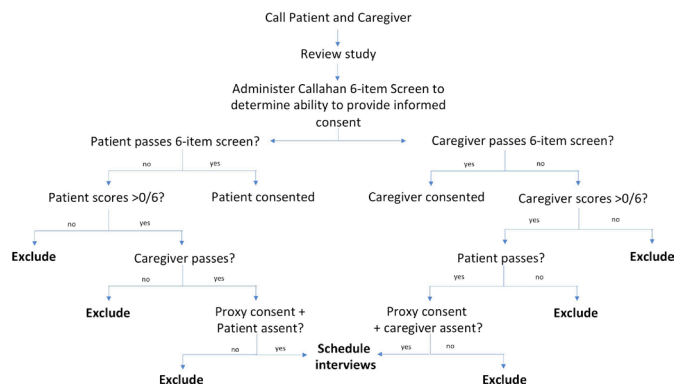 Call Patient and Caregiver
Review study
Administer Callahan 6-item Screen to
determine ability to provide informed
consent
Patient passes 6-item screen?
Caregiver passes 6-item screen?
no
yes
yes
no
Patient scores >0/6?
Patient consented
Caregiver consented
Caregiver scores >0/6?
no
yes
yes
no
Exclude
Caregiver passes?
Patient passes?
Exclude
no
yes
yes
no
Exclude
Proxy consent +
Patient assent?
Proxy consent
+ caregiver assent?
Exclude
no
yes
Schedule
interviews
yes
no
Exclude
Exclude